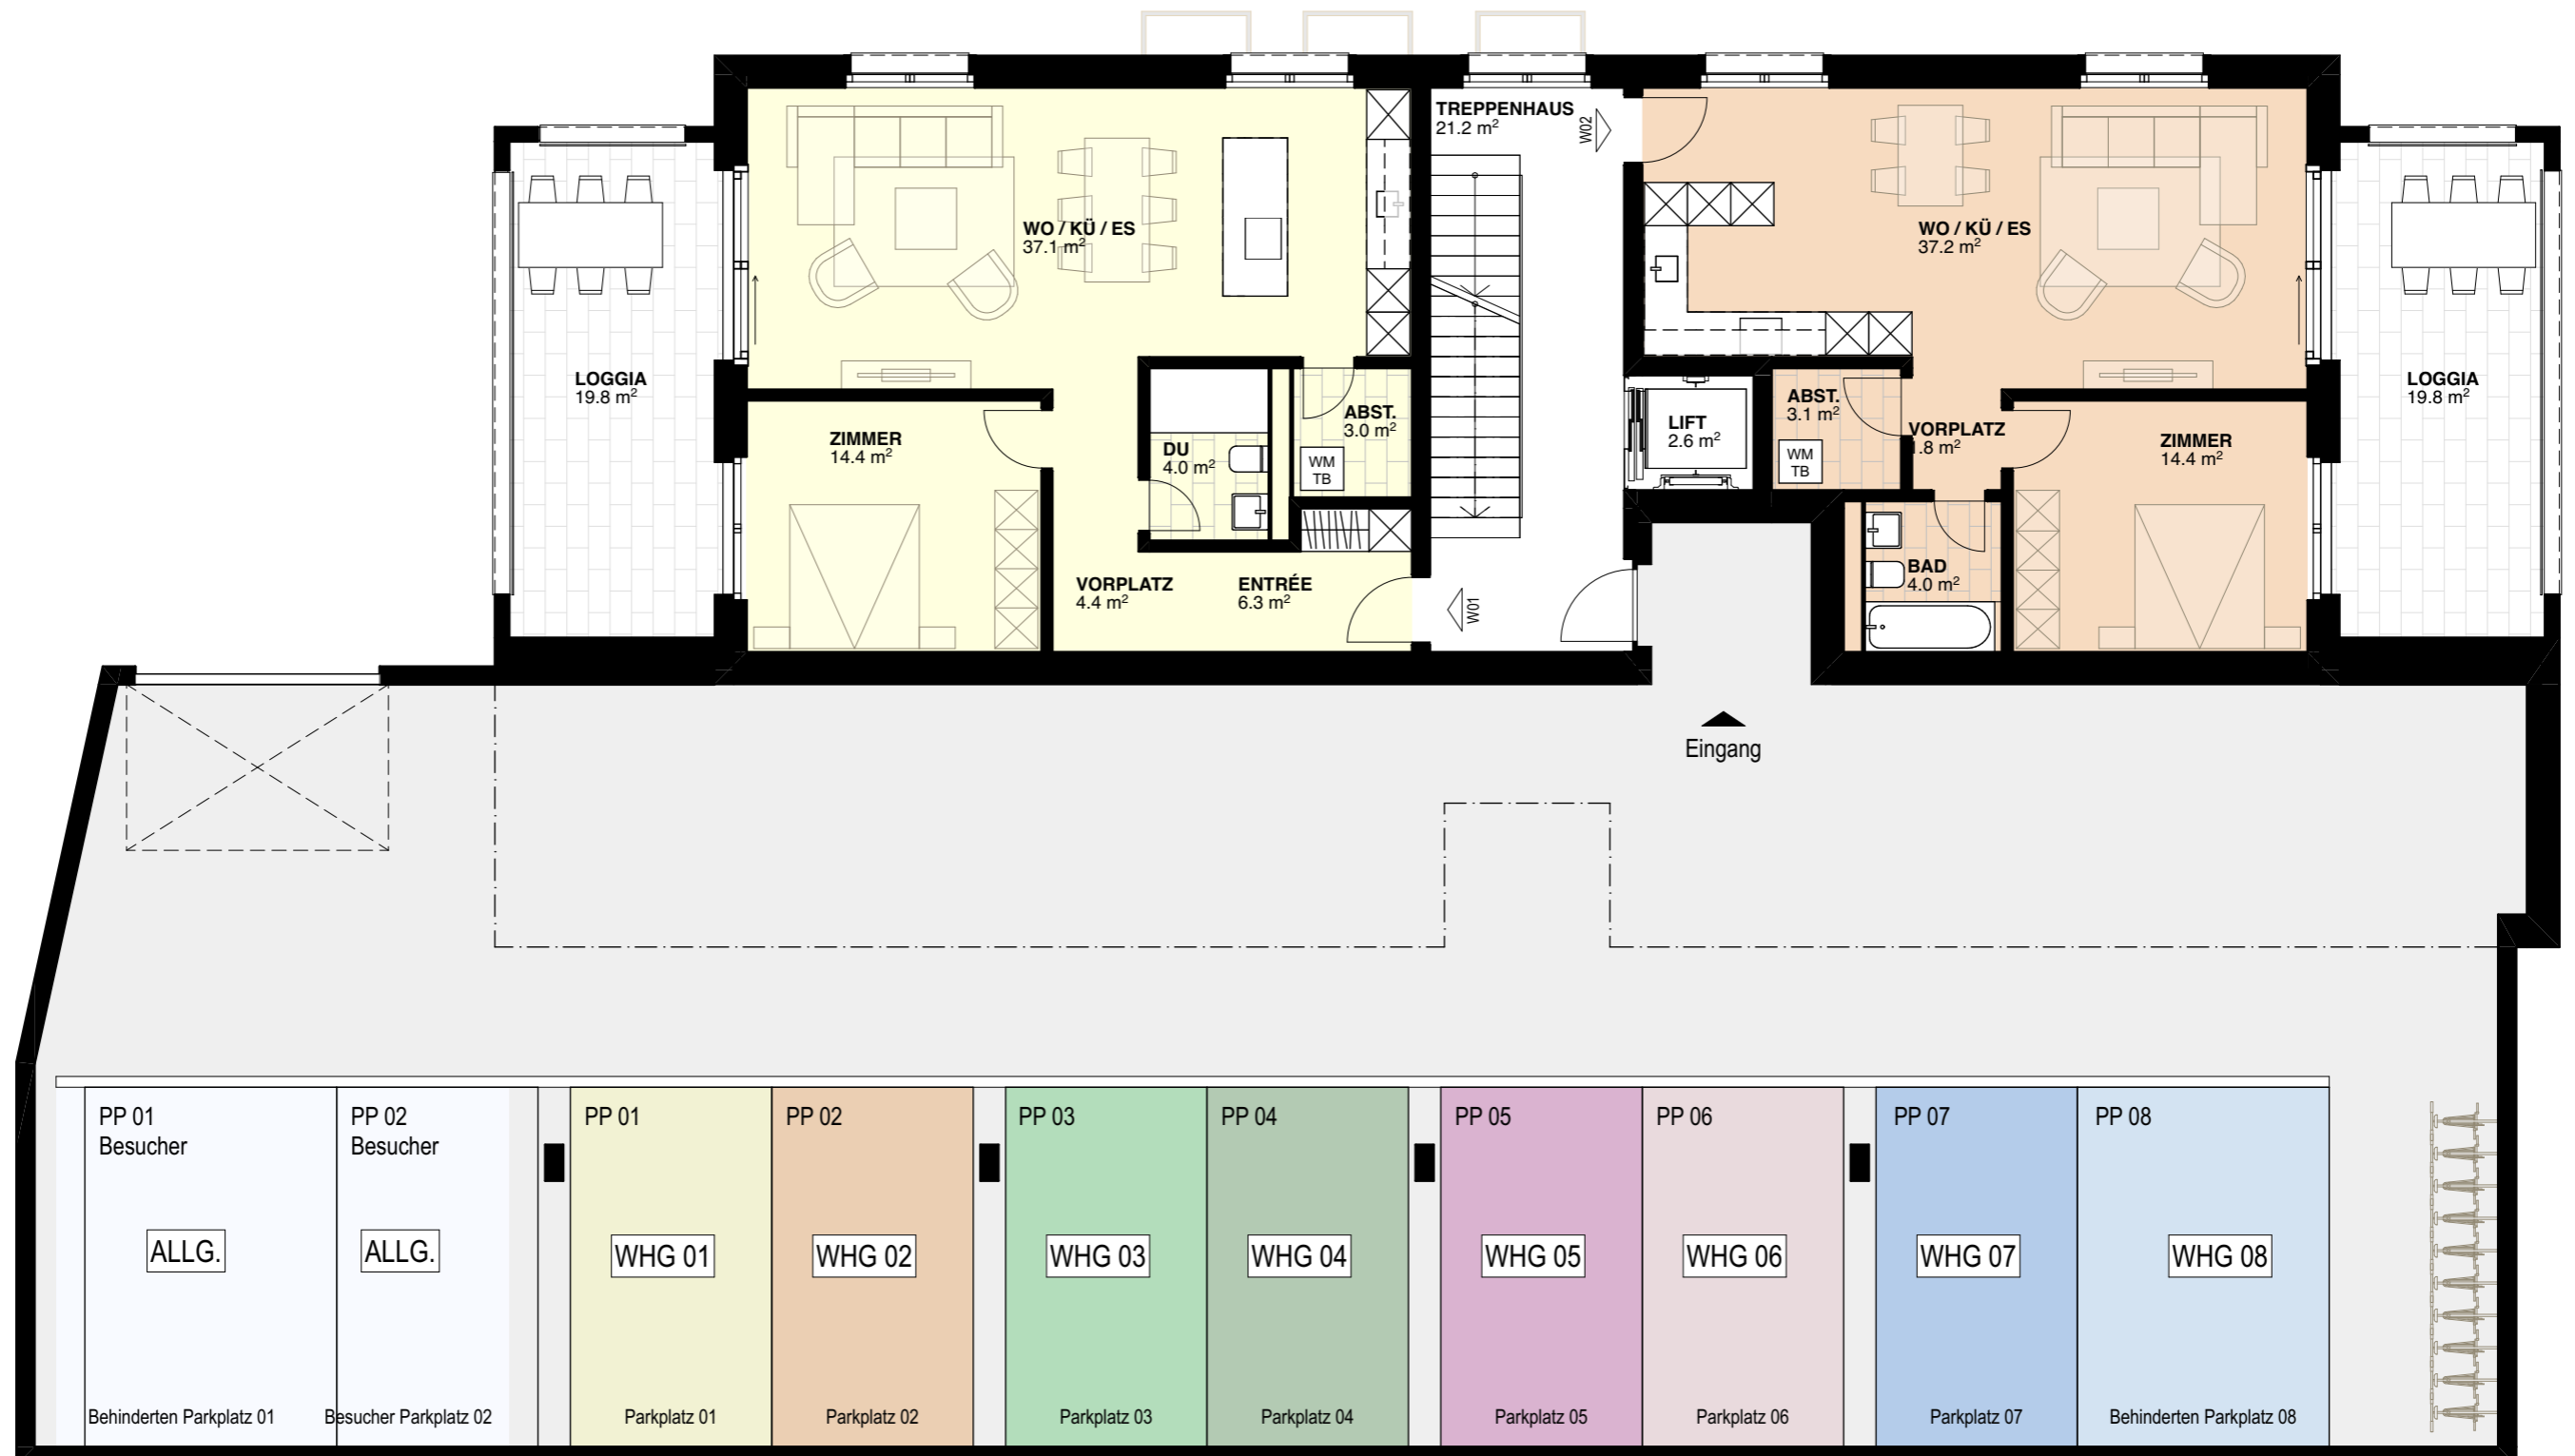 TREPPENHAUS
21.2 m²
W02
WO / KÜ / ES
37.1 m²
WO / KÜ / ES
37.2 m²
LOGGIA
19.8 m²
LOGGIA
19.8 m²
ZIMMER
14.4 m²
DU
4.0 m²
ABST.
3.0 m²
WM
TB
LIFT
2.6 m²
ABST.
3.1 m²
WM
TB
VORPLATZ
1.8 m²
ZIMMER
14.4 m²
VORPLATZ
4.4 m²
ENTRÉE
6.3 m²
W01
BAD
4.0 m²
Eingang
PP 01
Besucher
ALLG.
Behinderten Parkplatz 01
PP 02
Besucher
ALLG.
Besucher Parkplatz 02
PP 01
WHG 01
Parkplatz 01
PP 02
WHG 02
Parkplatz 02
PP 03
WHG 03
Parkplatz 03
PP 04
WHG 04
Parkplatz 04
PP 05
WHG 05
Parkplatz 05
PP 06
WHG 06
Parkplatz 06
PP 07
WHG 07
Parkplatz 07
PP 08
WHG 08
Behinderten Parkplatz 08